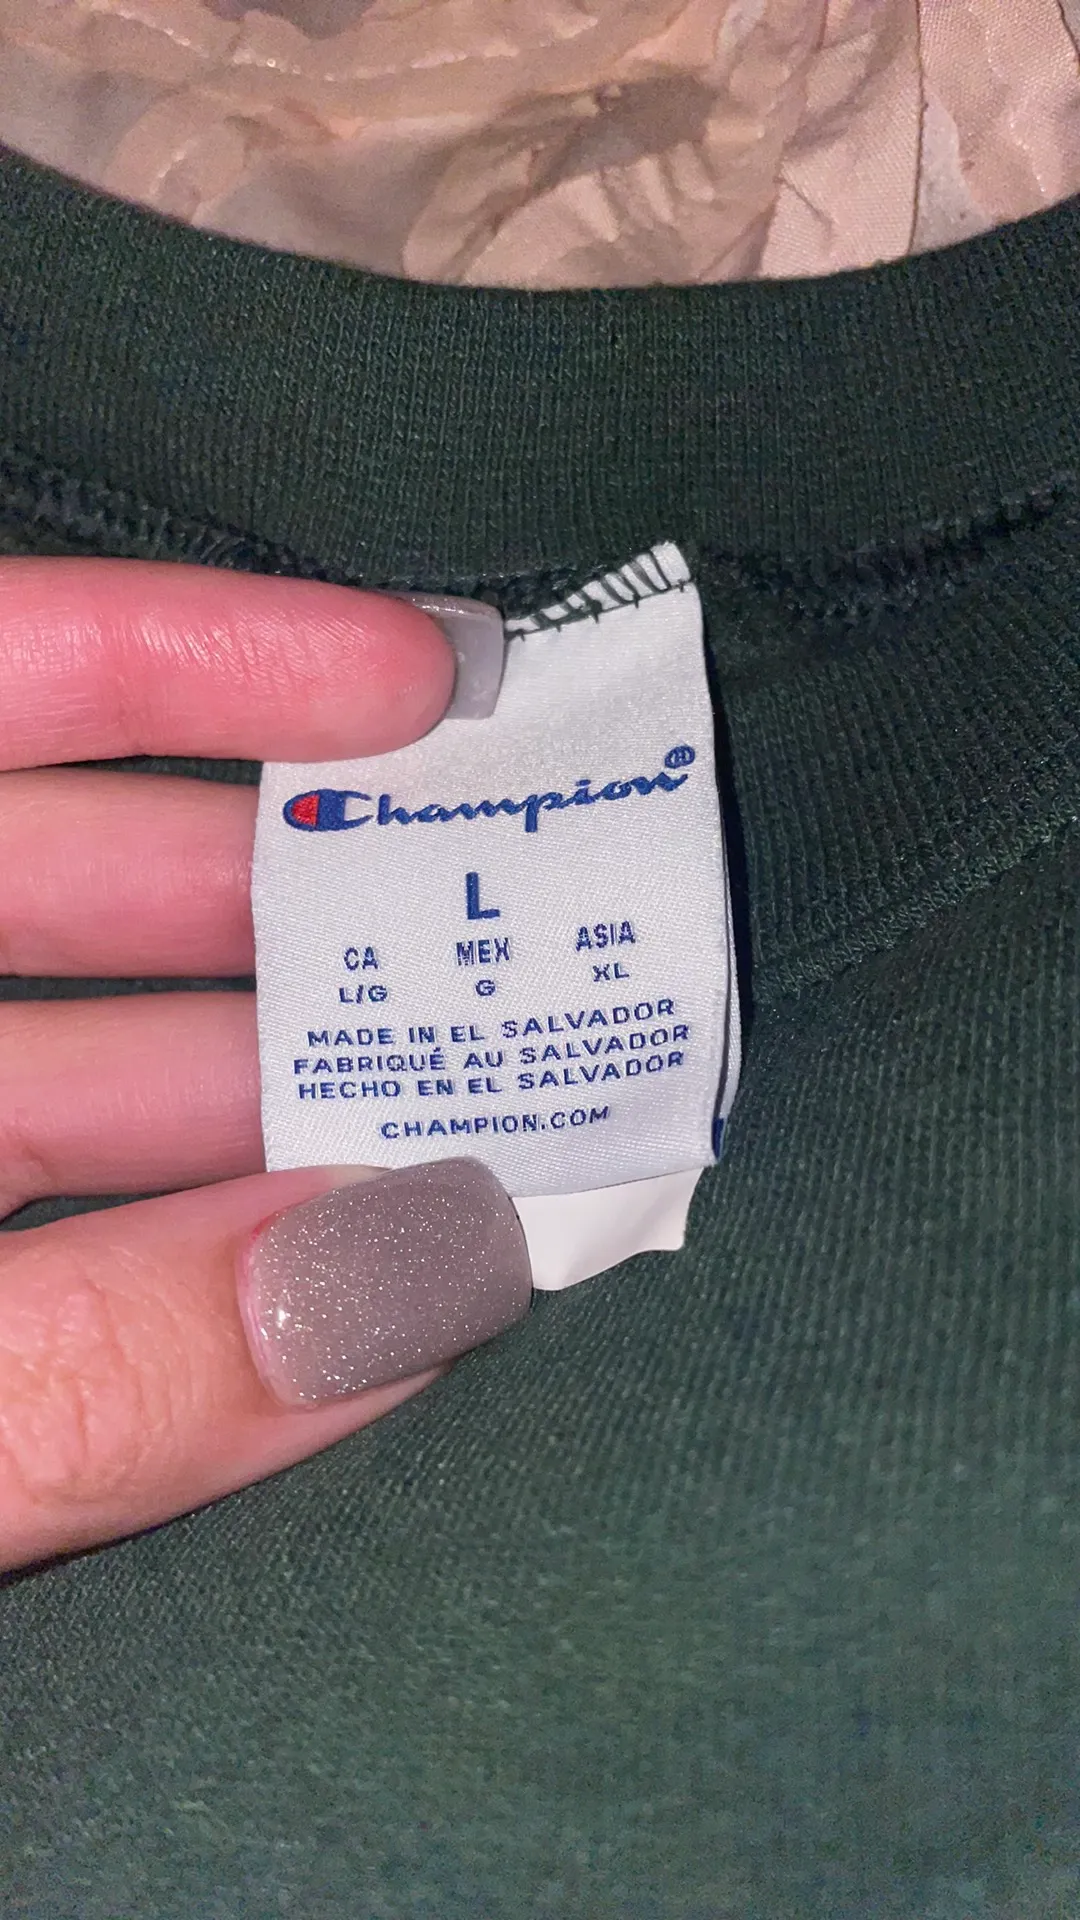 Champion®
L
CA MEX ASIA
L/G G XL
MADE IN EL SALVADOR
FABRIQUÉ AU SALVADOR
HECHO EN EL SALVADOR
CHAMPION.COM